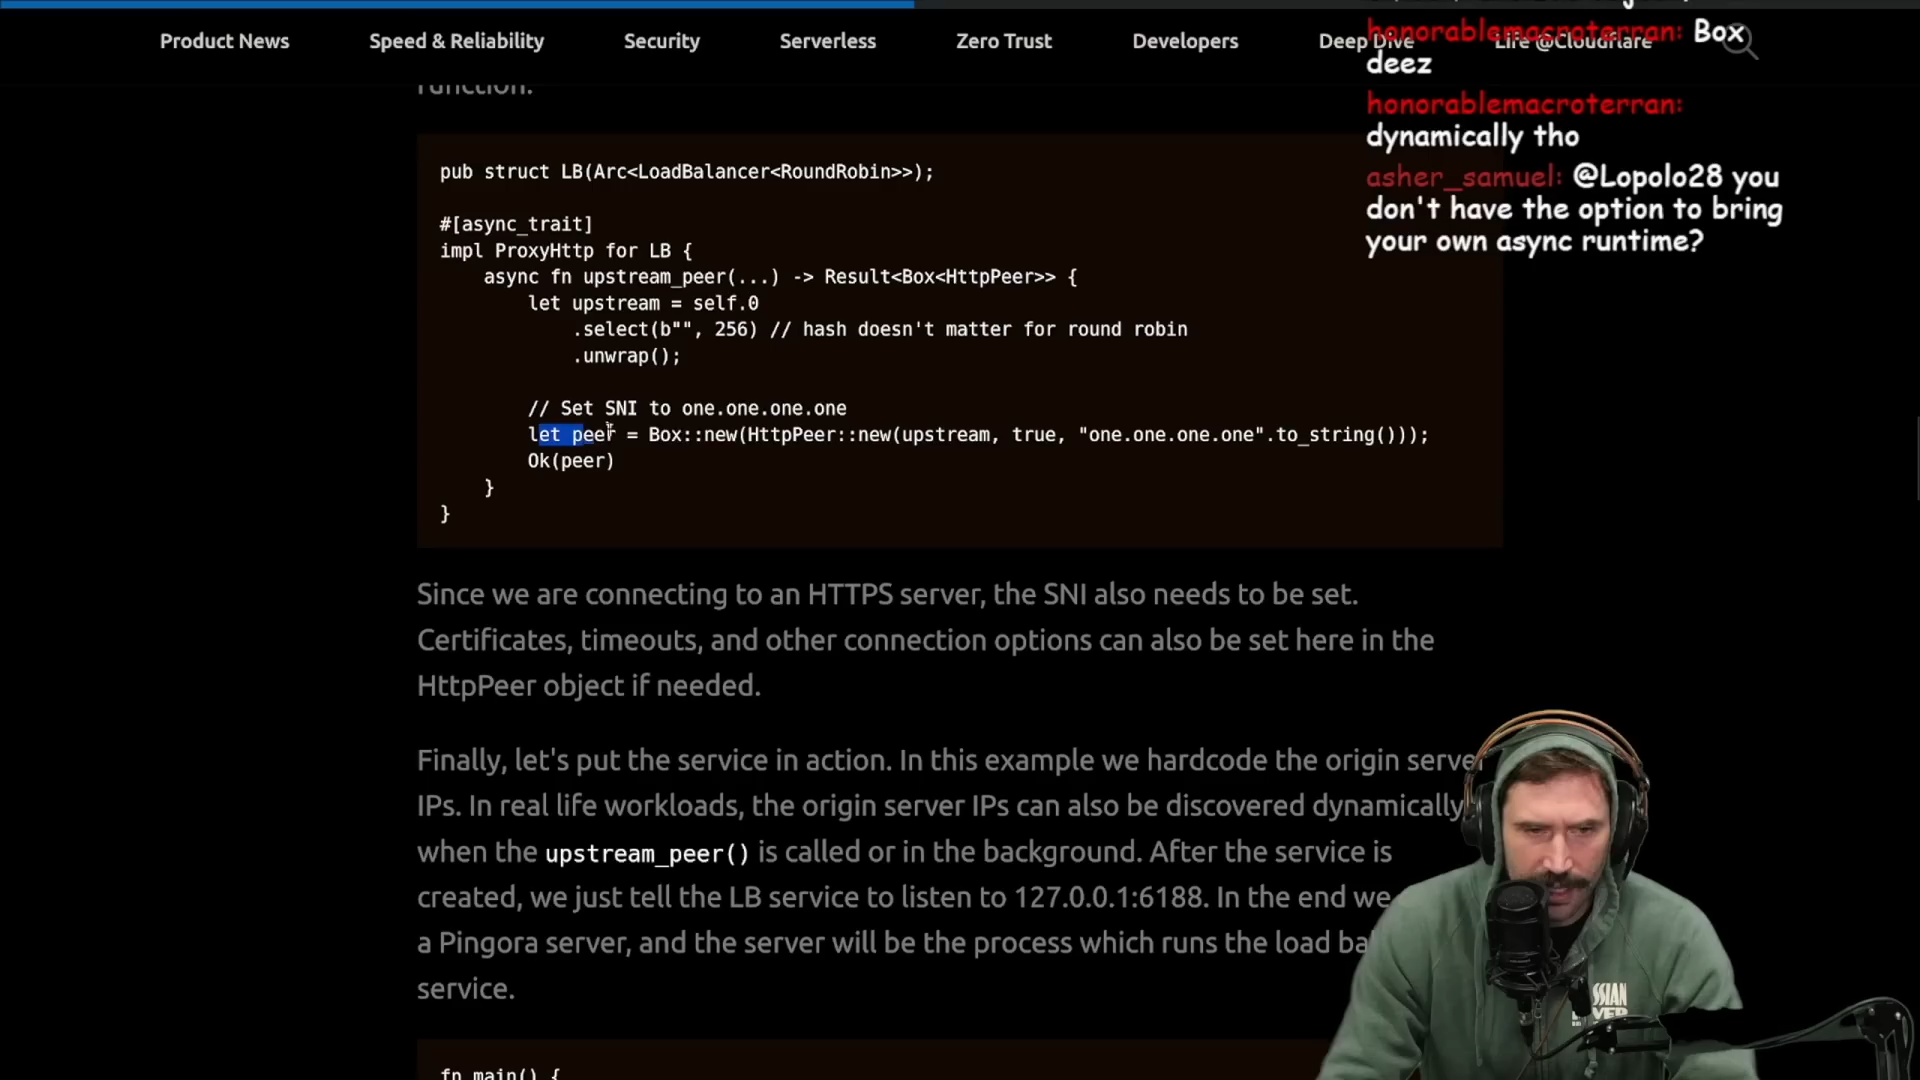 Product News
Speed & Reliability
Security
Serverless
Zero Trust
Developers
Deep Dive
Life @Cloudflare
function.
pub struct LB(Arc<LoadBalancer<RoundRobin>>);
#[async_trait]
impl ProxyHttp for LB {
    async fn upstream_peer(...) -> Result<Box<HttpPeer>> {
        let upstream = self.0
            .select(b"", 256) // hash doesn't matter for round robin
            .unwrap();
        // Set SNI to one.one.one.one
        let peer = Box::new(HttpPeer::new(upstream, true, "one.one.one.one".to_string()));
        Ok(peer)
    }
}
Since we are connecting to an HTTPS server, the SNI also needs to be set.
Certificates, timeouts, and other connection options can also be set here in the
HttpPeer object if needed.
Finally, let's put the service in action. In this example we hardcode the origin server
IPs. In real life workloads, the origin server IPs can also be discovered dynamically
when the upstream_peer() is called or in the background. After the service is
created, we just tell the LB service to listen to 127.0.0.1:6188. In the end we
a Pingora server, and the server will be the process which runs the load
service.
fn main() {
honorablemacroterran: Box
deez
honorablemacroterran:
dynamically tho
asher_samuel: @Lopolo28 you
don't have the option to bring
your own async runtime?